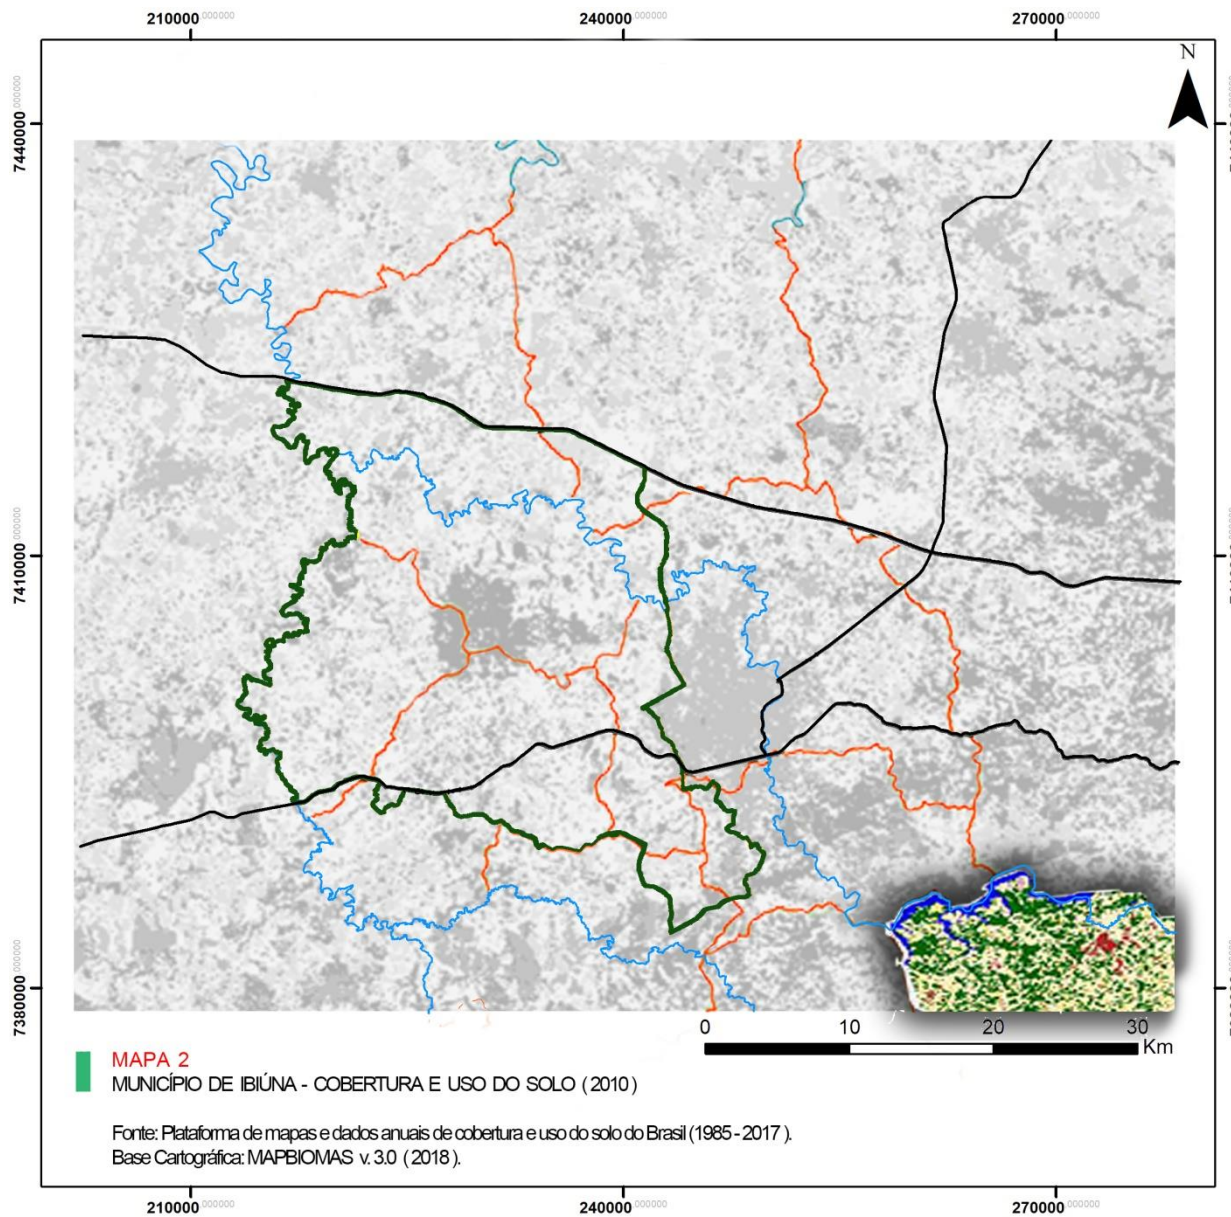 210000.000000 240000.000000 270000.000000
N
7440000.000000
7410000.000000
7380000.000000
0 10 20 30
Km
MAPA 2
MUNICÍPIO DE IBIÚNA - COBERTURA E USO DO SOLO (2010)
Fonte: Plataforma de mapas e dados anuais de cobertura e uso do solo do Brasil (1985 - 2017).
Base Cartográfica: MAPBIOMAS v. 3.0 (2018).
210000.000000 240000.000000 270000.000000